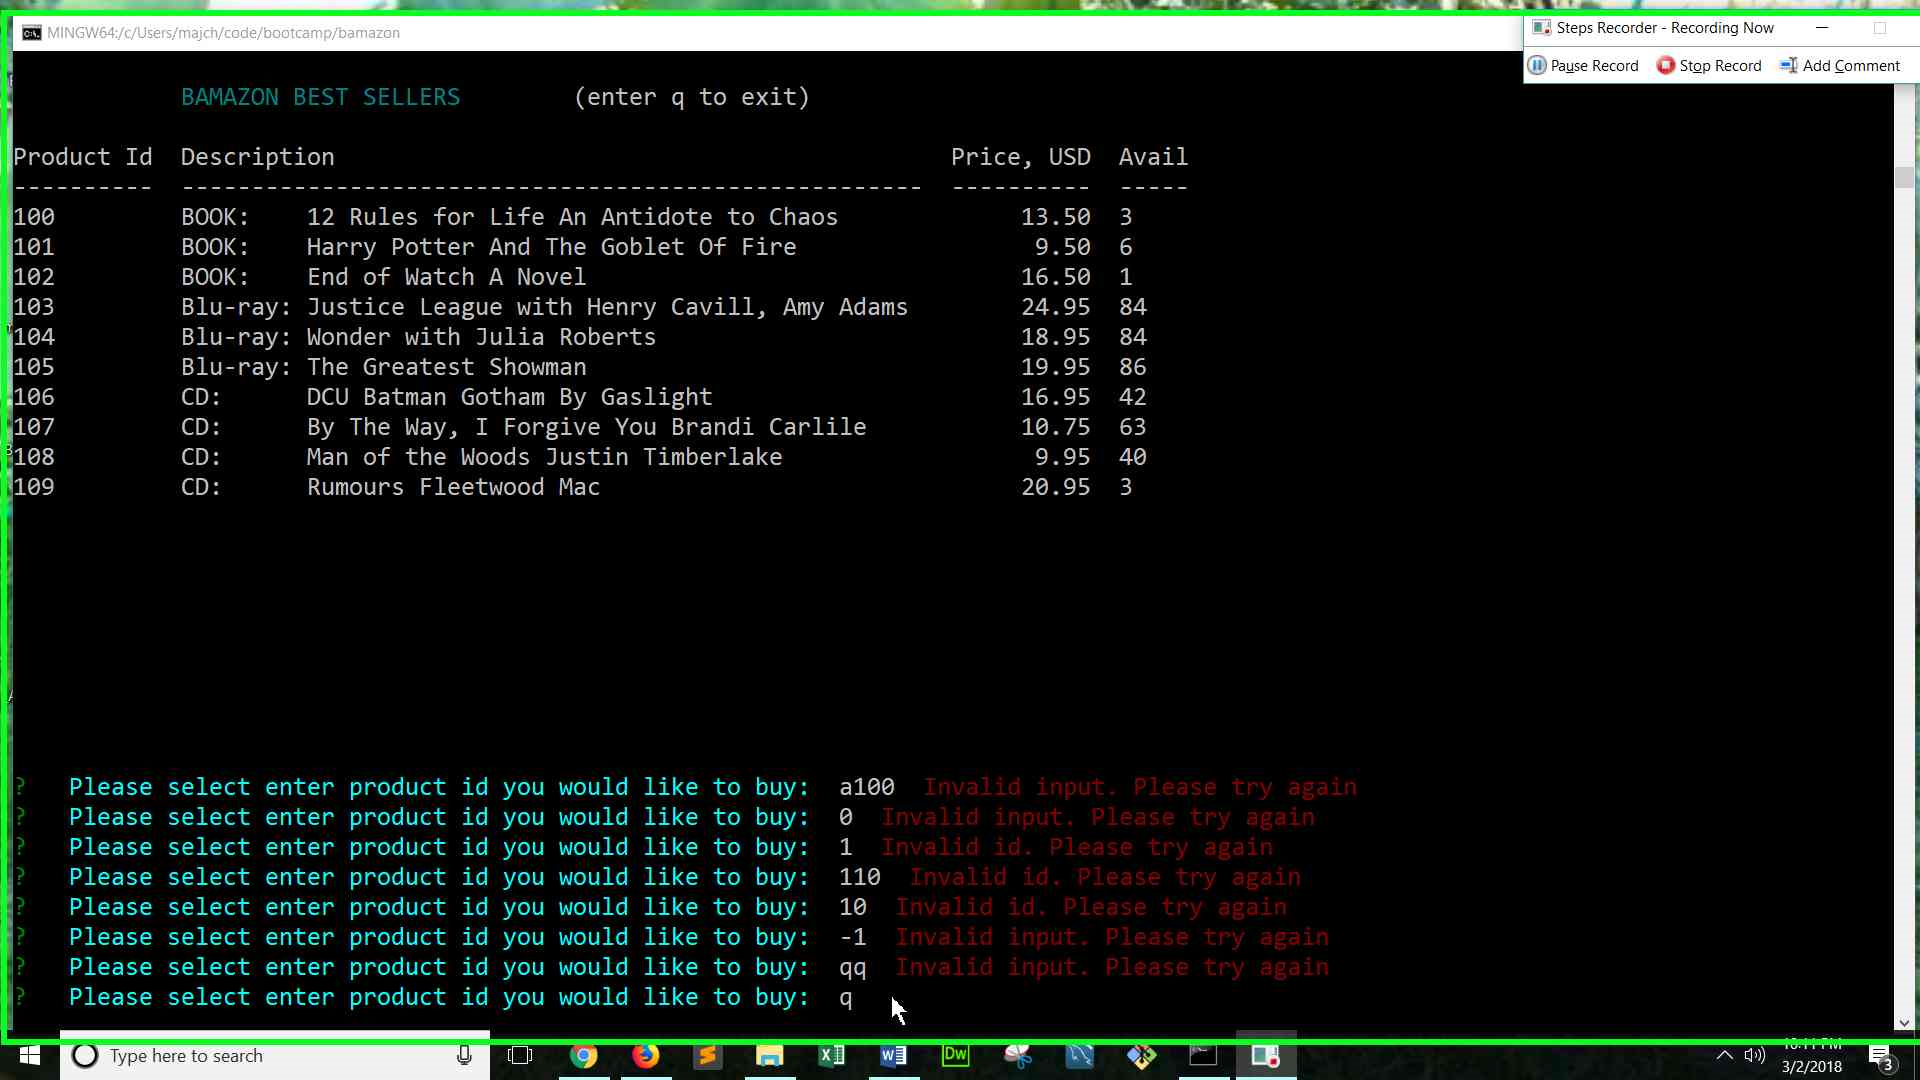 MINGW64:/c/Users/majch/code/bootcamp/bamazon
Steps Recorder - Recording Now
Pause Record Stop Record Add Comment
BAMAZON BEST SELLERS (enter q to exit)
Product Id Description Price, USD Avail
---------- ----------------------------------------------------- ---------- -----
100 BOOK: 12 Rules for Life An Antidote to Chaos 13.50 3
101 BOOK: Harry Potter And The Goblet Of Fire 9.50 6
102 BOOK: End of Watch A Novel 16.50 1
103 Blu-ray: Justice League with Henry Cavill, Amy Adams 24.95 84
104 Blu-ray: Wonder with Julia Roberts 18.95 84
105 Blu-ray: The Greatest Showman 19.95 86
106 CD: DCU Batman Gotham By Gaslight 16.95 42
107 CD: By The Way, I Forgive You Brandi Carlile 10.75 63
108 CD: Man of the Woods Justin Timberlake 9.95 40
109 CD: Rumours Fleetwood Mac 20.95 3
? Please select enter product id you would like to buy: a100 Invalid input. Please try again
? Please select enter product id you would like to buy: 0 Invalid input. Please try again
? Please select enter product id you would like to buy: 1 Invalid id. Please try again
? Please select enter product id you would like to buy: 110 Invalid id. Please try again
? Please select enter product id you would like to buy: 10 Invalid id. Please try again
? Please select enter product id you would like to buy: -1 Invalid input. Please try again
? Please select enter product id you would like to buy: qq Invalid input. Please try again
? Please select enter product id you would like to buy: q
Type here to search
Dw
3/2/2018
3